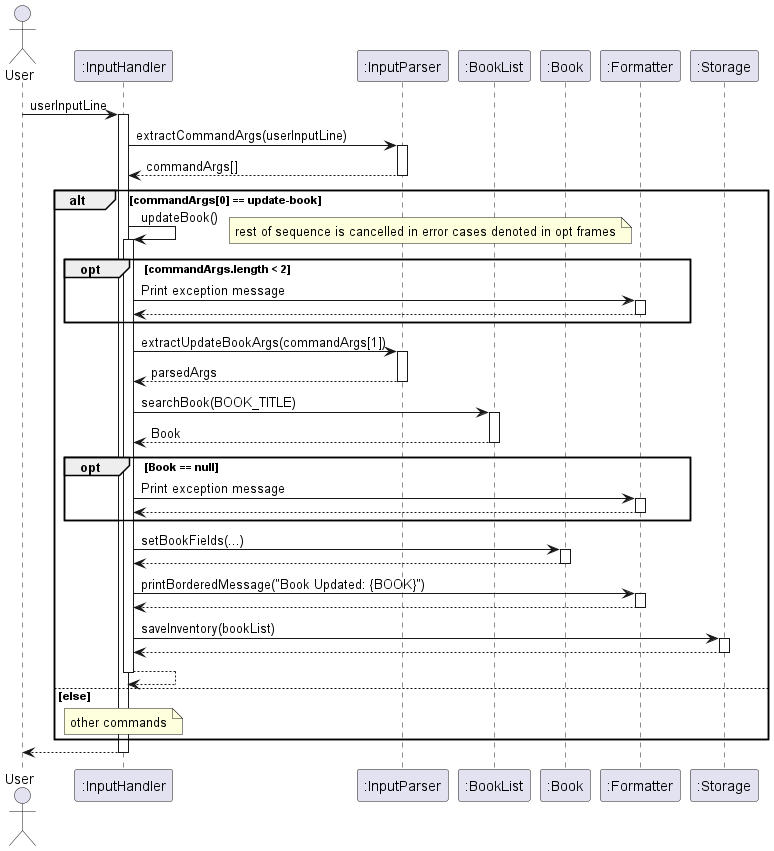 User
:InputHandler
:InputParser
:BookList
:Book
:Formatter
:Storage
userInputLine
extractCommandArgs(userInputLine)
commandArgs[]
alt
[commandArgs[0] == update-book]
updateBook()
rest of sequence is cancelled in error cases denoted in opt frames
opt
[commandArgs.length < 2]
Print exception message
extractUpdateBookArgs(commandArgs[1])
parsedArgs
searchBook(BOOK_TITLE)
Book
opt
[Book == null]
Print exception message
setBookFields(...)
printBorderedMessage("Book Updated: {BOOK}")
saveInventory(bookList)
[else]
other commands
User
:InputHandler
:InputParser
:BookList
:Book
:Formatter
:Storage